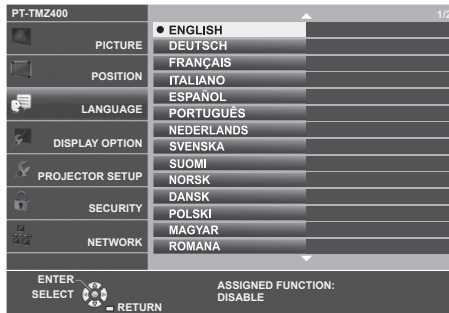 PT-TMZ400
1/2
PICTURE
POSITION
LANGUAGE
DISPLAY OPTION
PROJECTOR SETUP
SECURITY
NETWORK
ENGLISH
DEUTSCH
FRANÇAIS
ITALIANO
ESPAÑOL
PORTUGUÊS
NEDERLANDS
SVENSKA
SUOMI
NORSK
DANSK
POLSKI
MAGYAR
ROMANA
ENTER
SELECT
RETURN
ASSIGNED FUNCTION:
DISABLE